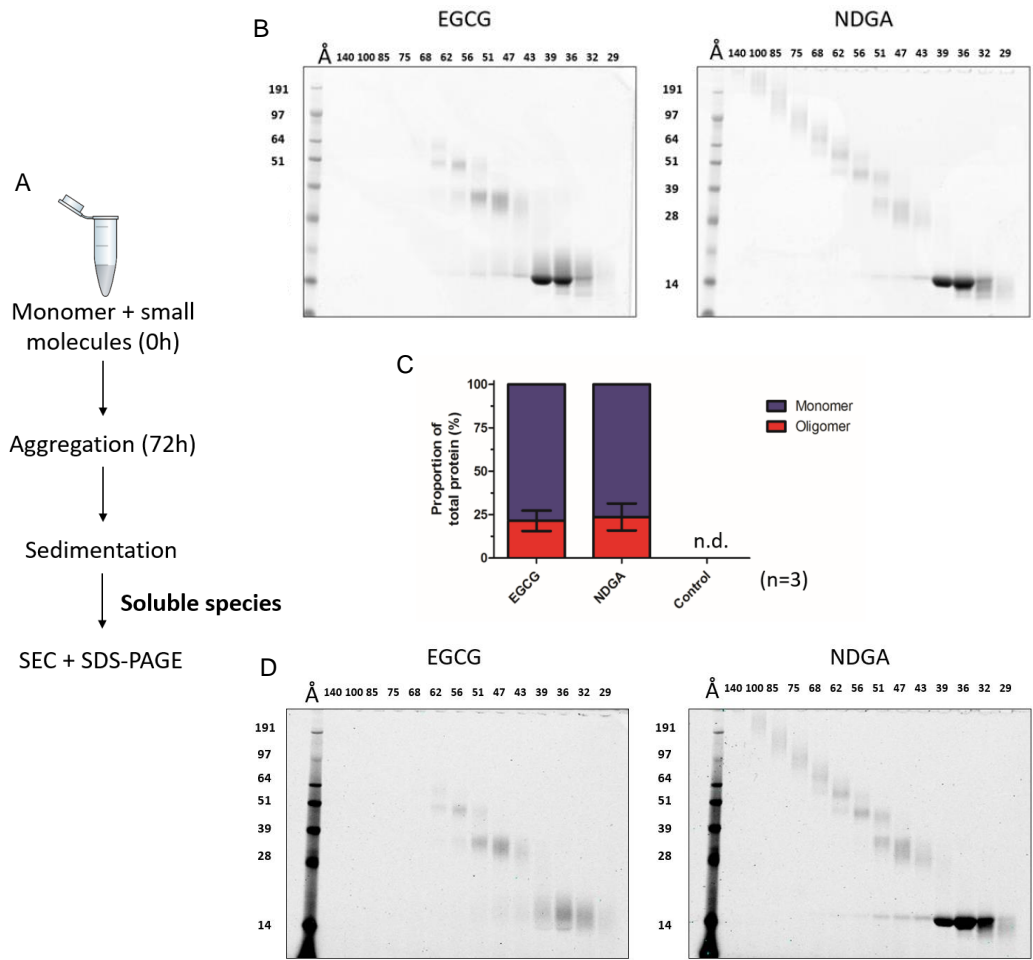 A
Monomer + small
molecules (0h)
Aggregation (72h)
Sedimentation
Soluble species
SEC + SDS-PAGE
B
EGCG
Å 140 100 85 75 68 62 56 51 47 43 39 36 32 29
191
97
64
51
NDGA
Å 140 100 85 75 68 62 56 51 47 43 39 36 32 29
191
97
64
51
39
28
14
C
Proportion of
total protein (%)
100
75
50
25
0
EGCG
NDGA
Control
n.d.
(n=3)
Monomer
Oligomer
D
EGCG
Å 140 100 85 75 68 62 56 51 47 43 39 36 32 29
191
97
64
51
39
28
14
NDGA
Å 140 100 85 75 68 62 56 51 47 43 39 36 32 29
191
97
64
51
39
28
14